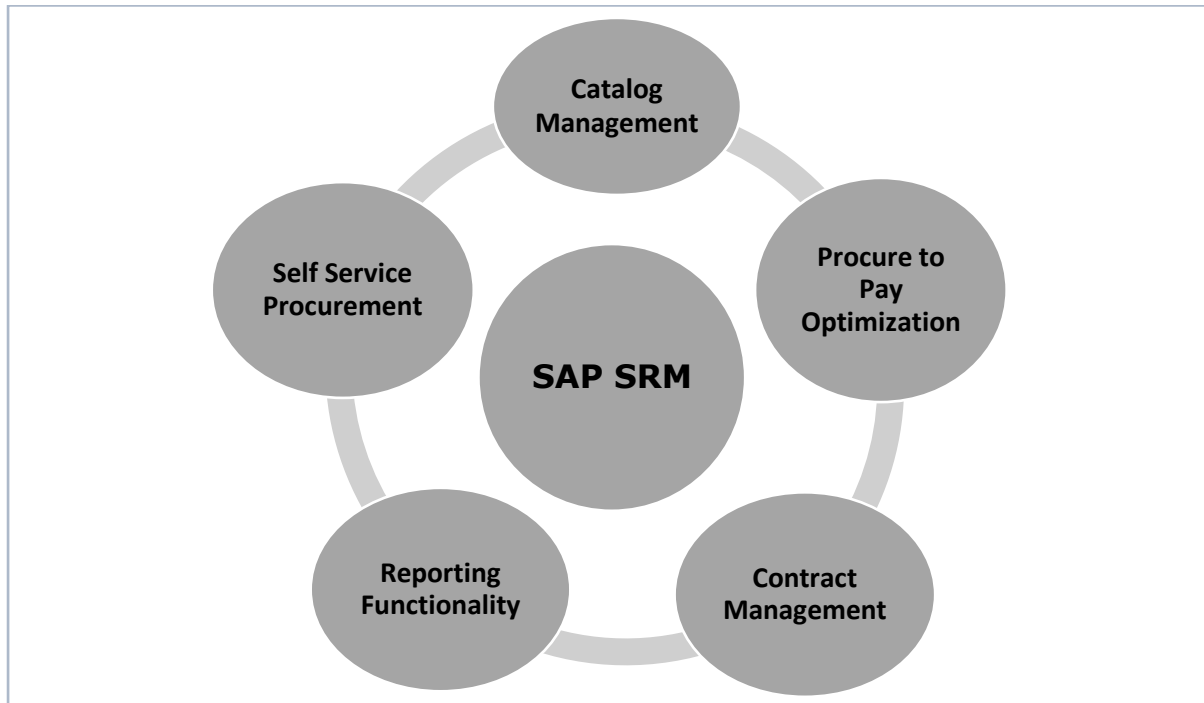 Catalog
Management
Procure to
Pay
Optimization
Contract
Management
Reporting
Functionality
Self Service
Procurement
SAP SRM